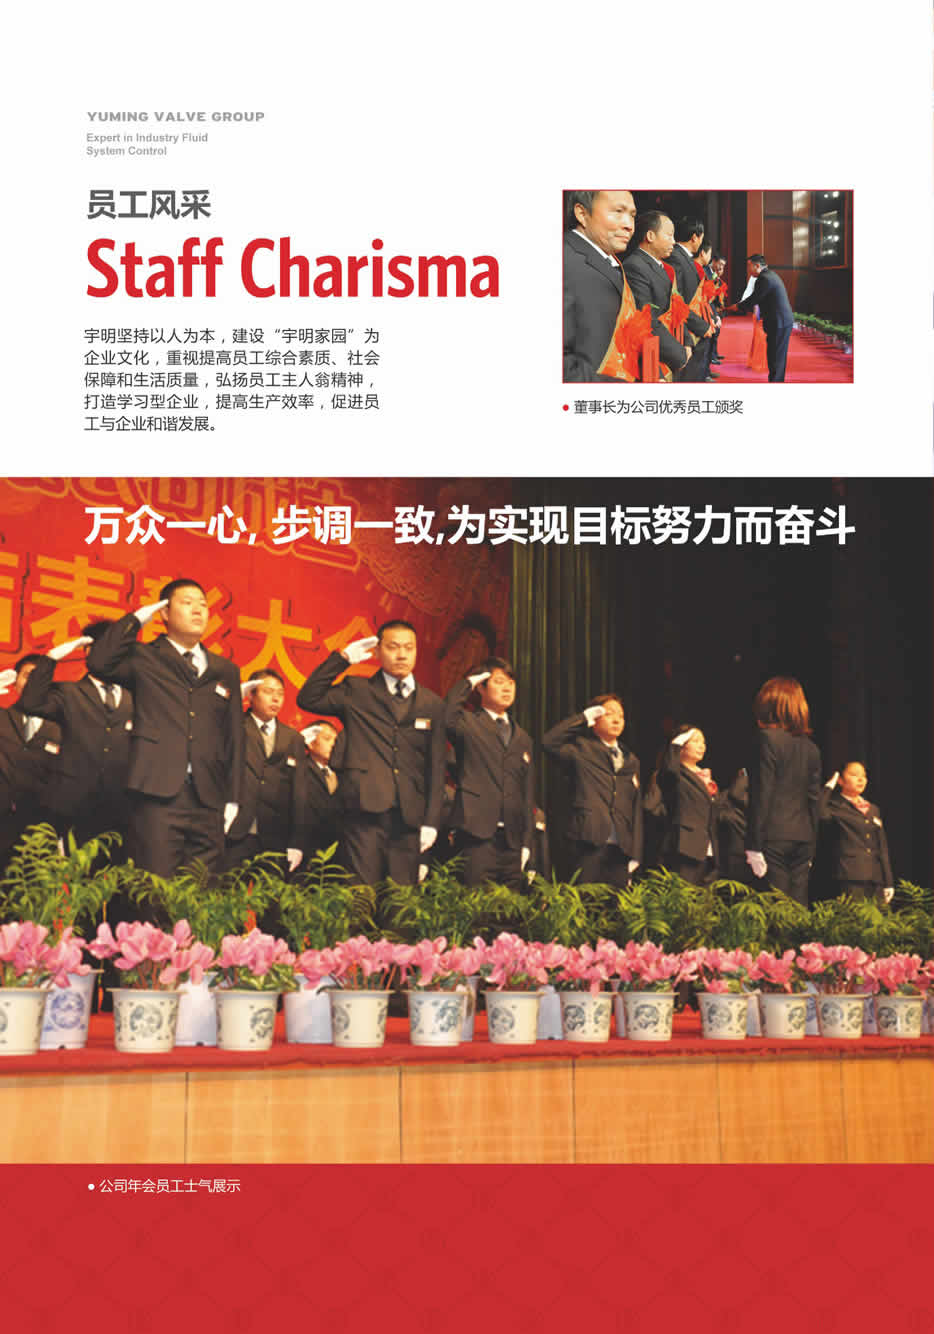 YUMING VALVE GROUP
Expert in Industry Fluid
System Control
员工风采
Staff Charisma
宇明坚持以人为本，建设“宇明家园”为
企业文化，重视提高员工综合素质、社会
保障和生活质量，弘扬员工主人翁精神，
打造学习型企业，提高生产效率，促进员
工与企业和谐发展。
● 董事长为公司优秀员工颁奖
万众一心, 步调一致,为实现目标努力而奋斗
表彰大会
● 公司年会员工士气展示